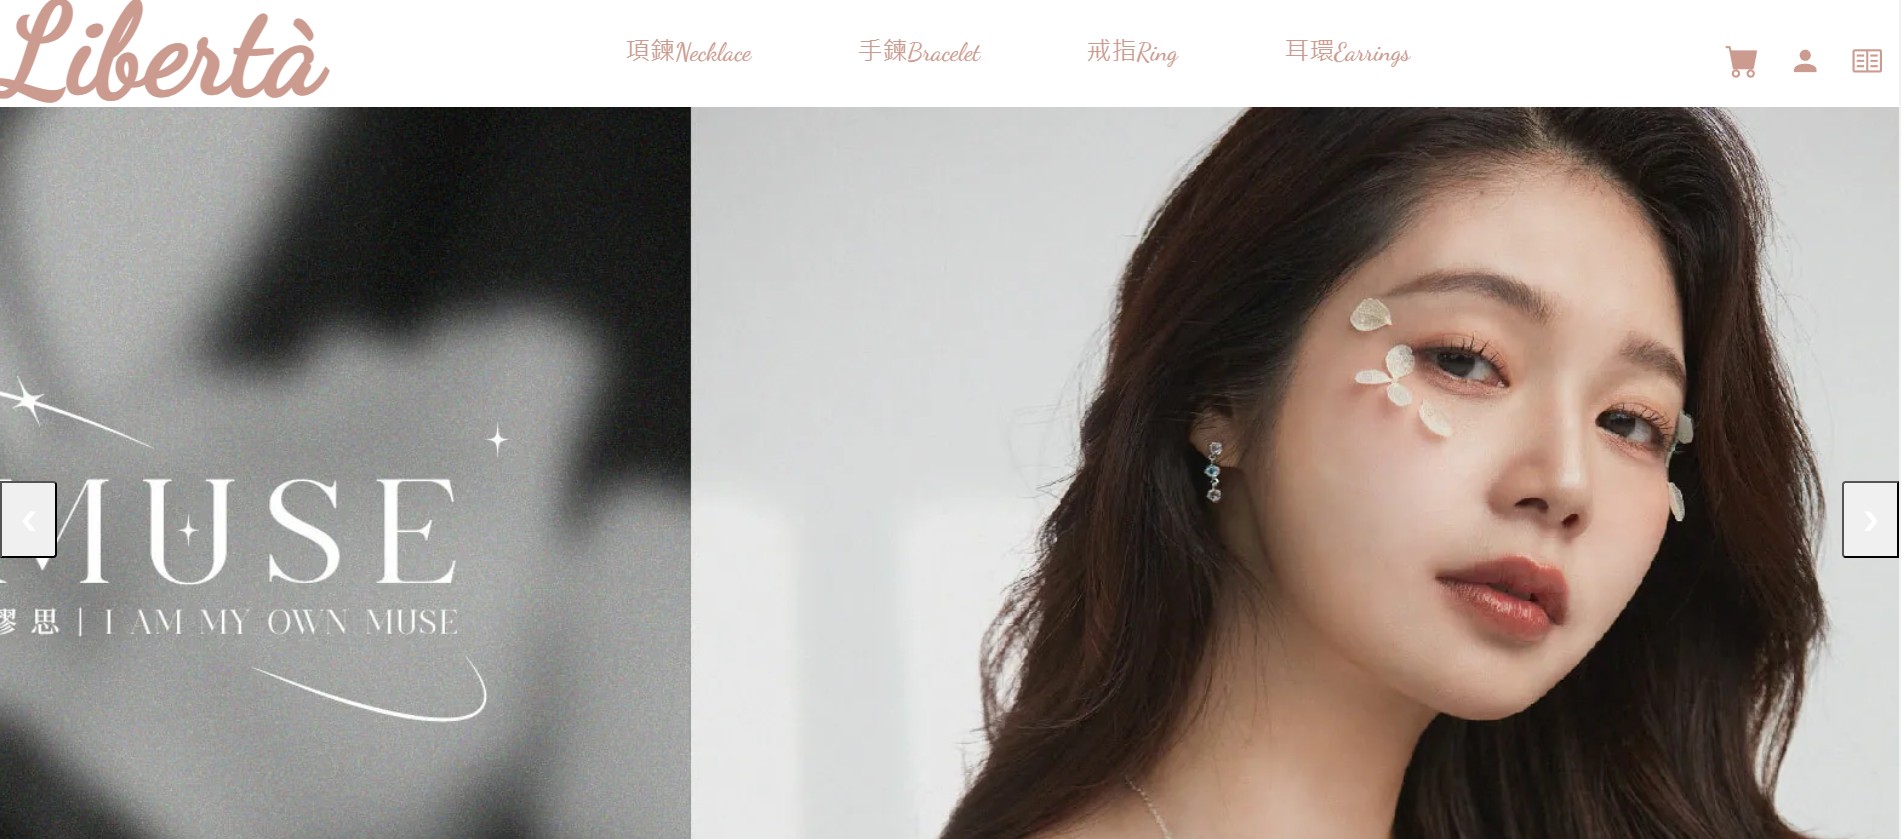 Libertà
項鍊Necklace
手鍊Bracelet
戒指Ring
耳環Earrings
MUSE
繆思 | I AM MY OWN MUSE